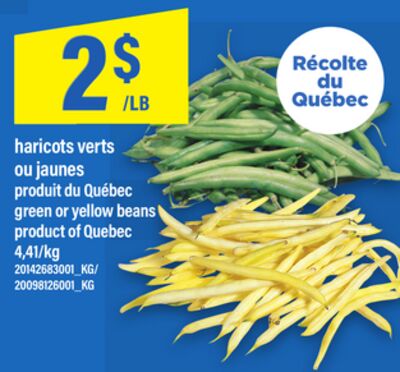 2$
/LB
Récolte
du
Québec
haricots verts
ou jaunes
produit du Québec
green or yellow beans
product of Quebec
4,41/kg
20142683001_KG/
20098126001_KG